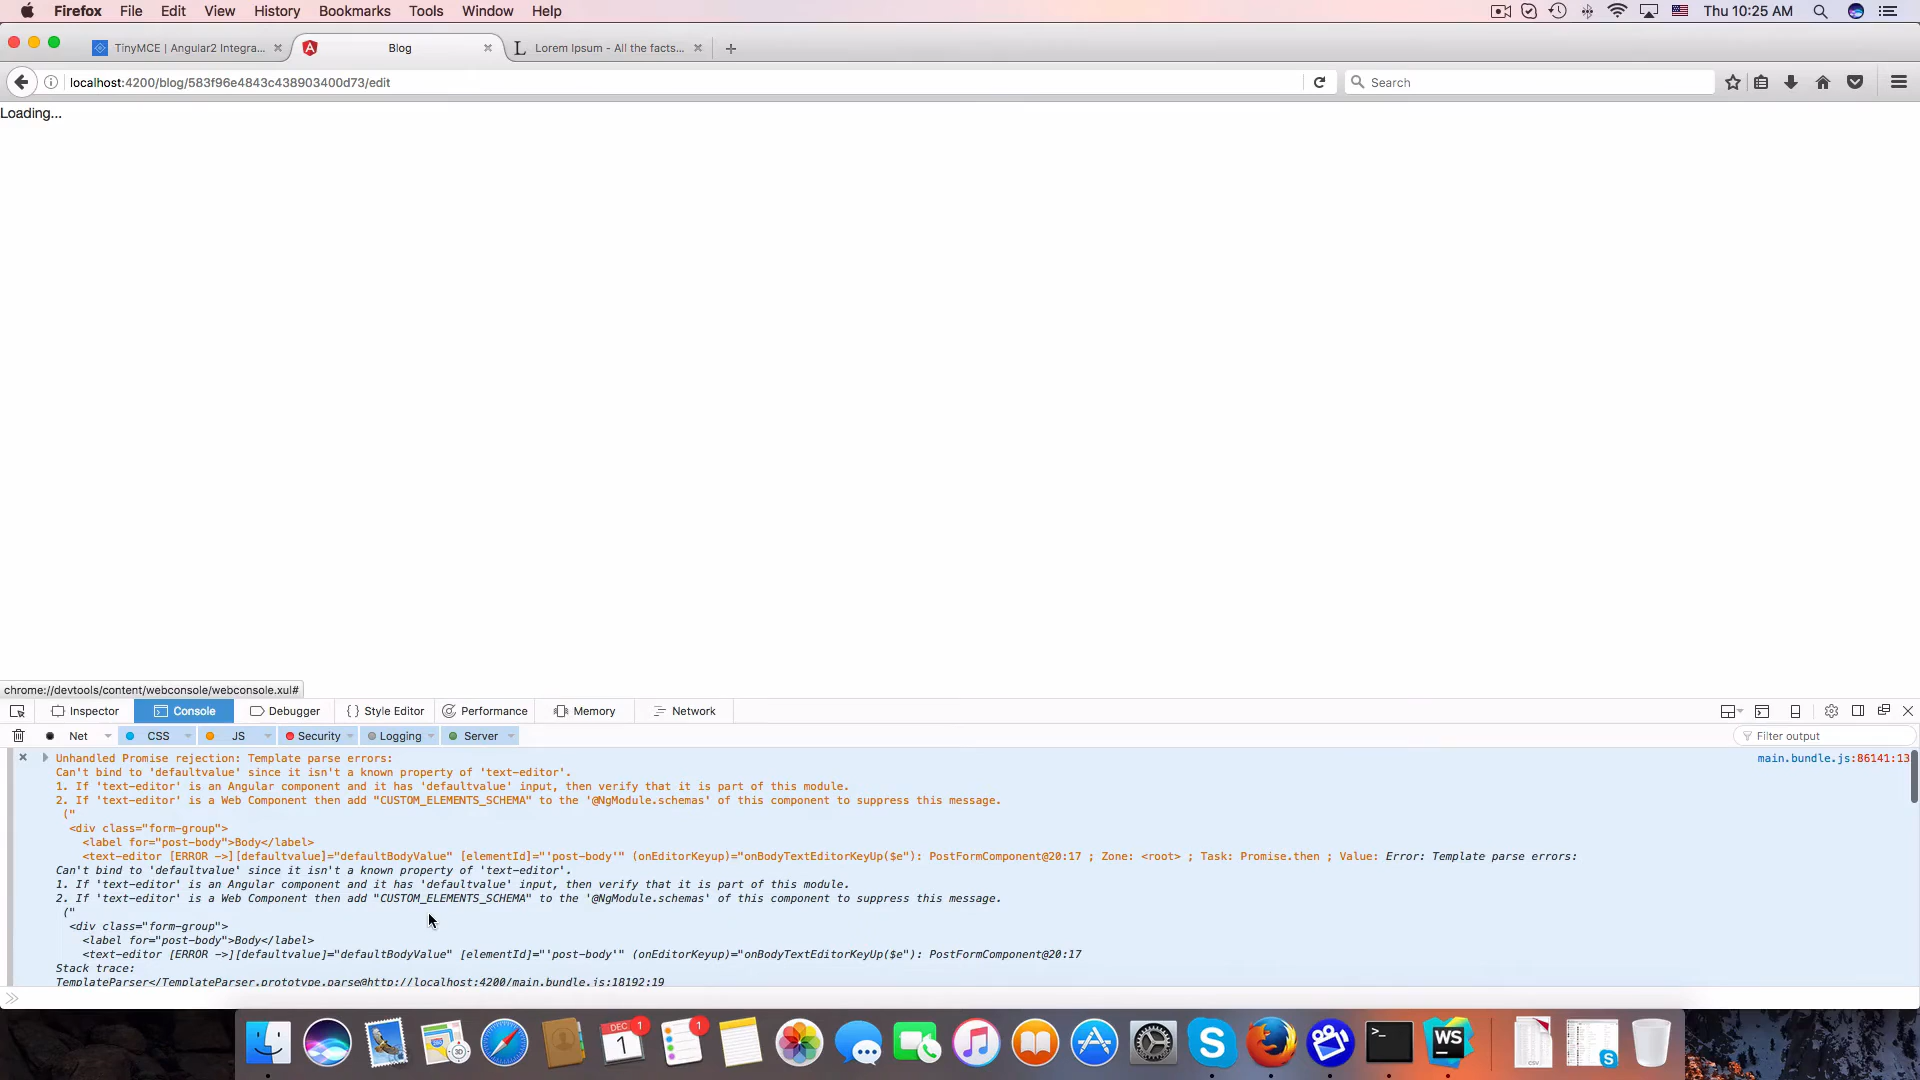 Firefox File Edit View History Bookmarks Tools Window Help Thu 10:25 AM
TinyMCE | Angular2 Integra... Blog Lorem Ipsum - All the facts...
localhost:4200/blog/583f96e4843c438903400d73/edit Search
Loading...
chrome://devtools/content/webconsole/webconsole.xul#
Inspector Console Debugger Style Editor Performance Memory Network
Net CSS JS Security Logging Server Filter output
Unhandled Promise rejection: Template parse errors: main.bundle.js:86141:13
Can't bind to 'defaultvalue' since it isn't a known property of 'text-editor'.
1. If 'text-editor' is an Angular component and it has 'defaultvalue' input, then verify that it is part of this module.
2. If 'text-editor' is a Web Component then add "CUSTOM_ELEMENTS_SCHEMA" to the '@NgModule.schemas' of this component to suppress this message.
("
<div class="form-group">
<label for="post-body">Body</label>
<text-editor [ERROR ->][defaultvalue]="defaultBodyValue" [elementId]="'post-body'" (onEditorKeyup)="onBodyTextEditorKeyUp($e"): PostFormComponent@20:17 ; Zone: <root> ; Task: Promise.then ; Value: Error: Template parse errors:
Can't bind to 'defaultvalue' since it isn't a known property of 'text-editor'.
1. If 'text-editor' is an Angular component and it has 'defaultvalue' input, then verify that it is part of this module.
2. If 'text-editor' is a Web Component then add "CUSTOM_ELEMENTS_SCHEMA" to the '@NgModule.schemas' of this component to suppress this message.
("
<div class="form-group">
<label for="post-body">Body</label>
<text-editor [ERROR ->][defaultvalue]="defaultBodyValue" [elementId]="'post-body'" (onEditorKeyup)="onBodyTextEditorKeyUp($e"): PostFormComponent@20:17
Stack trace:
TemplateParser</TemplateParser.prototype.parse@http://localhost:4200/main.bundle.js:18192:19
DEC 1 1
1
WS